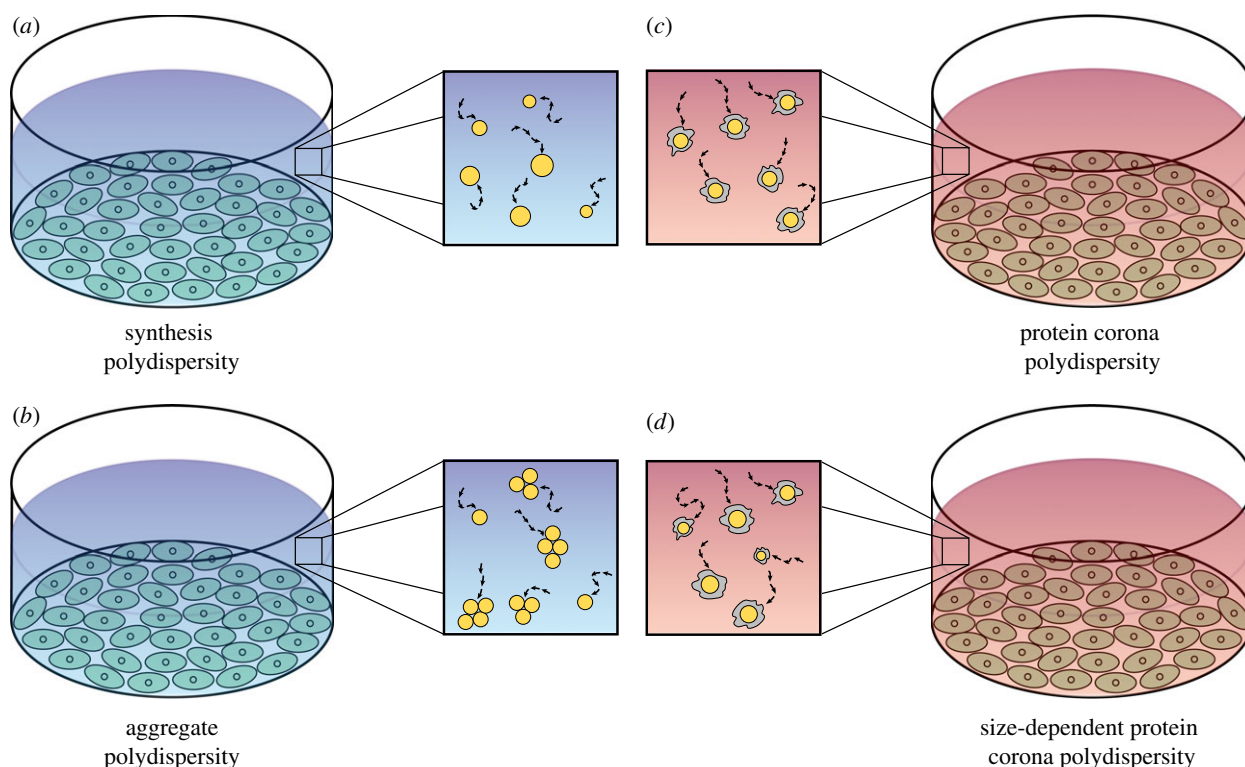 (a)
synthesis
polydispersity
(c)
protein corona
polydispersity
(b)
aggregate
polydispersity
(d)
size-dependent protein
corona polydispersity